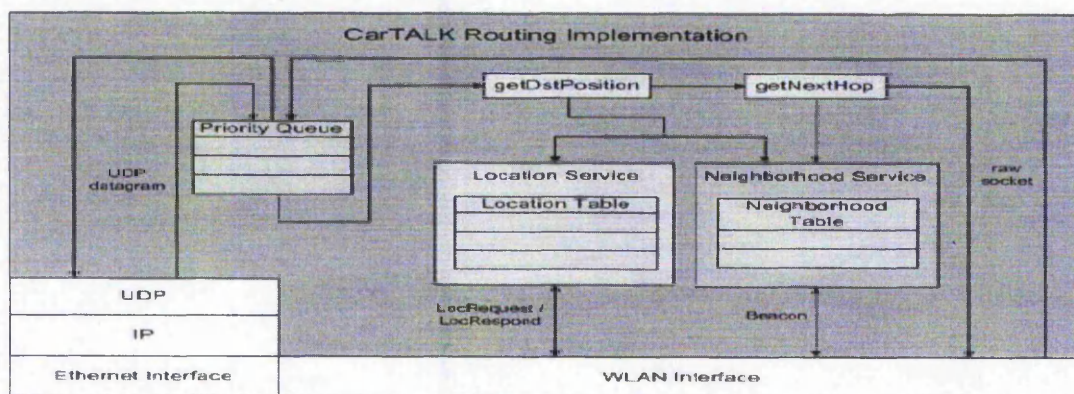 CarTALK Routing Implementation
getDstPosition
getNextHop
Priority Queue
UDP
datagram
Location Service
Neighborhood Service
raw
socket
Location Table
Neighborhood
Table
UDP
LocRequest /
LocRespond
Beacon
IP
Ethernet Interface
WLAN Interface